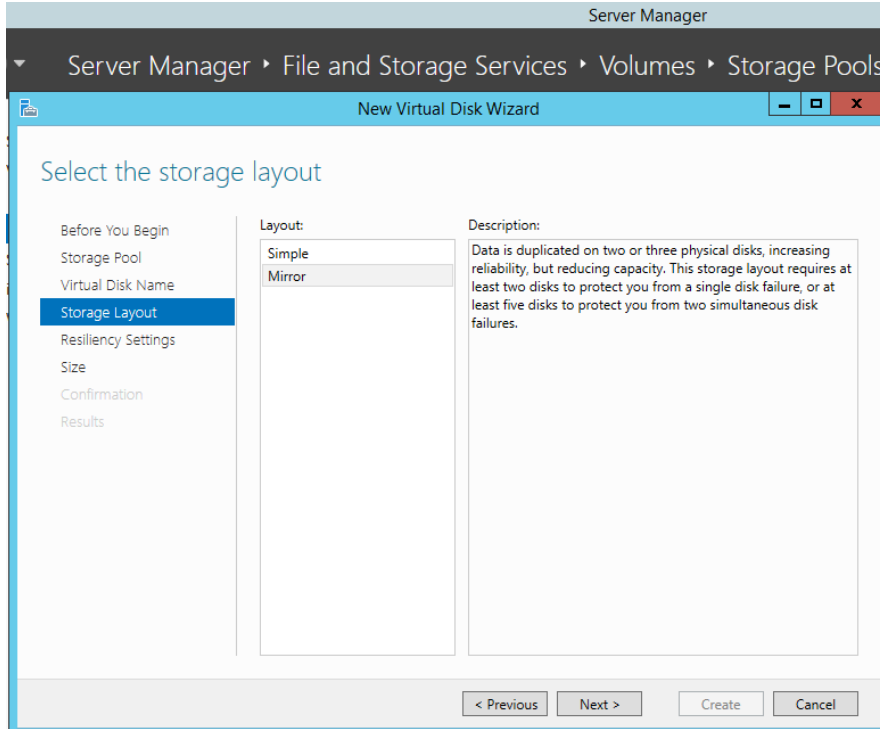 Server Manager
Server Manager ‣ File and Storage Services ‣ Volumes ‣ Storage Pools
New Virtual Disk Wizard
Select the storage layout
Before You Begin
Storage Pool
Virtual Disk Name
Storage Layout
Resiliency Settings
Size
Confirmation
Results
Layout:
Simple
Mirror
Description:
Data is duplicated on two or three physical disks, increasing
reliability, but reducing capacity. This storage layout requires at
least two disks to protect you from a single disk failure, or at
least five disks to protect you from two simultaneous disk
failures.
< Previous
Next >
Create
Cancel